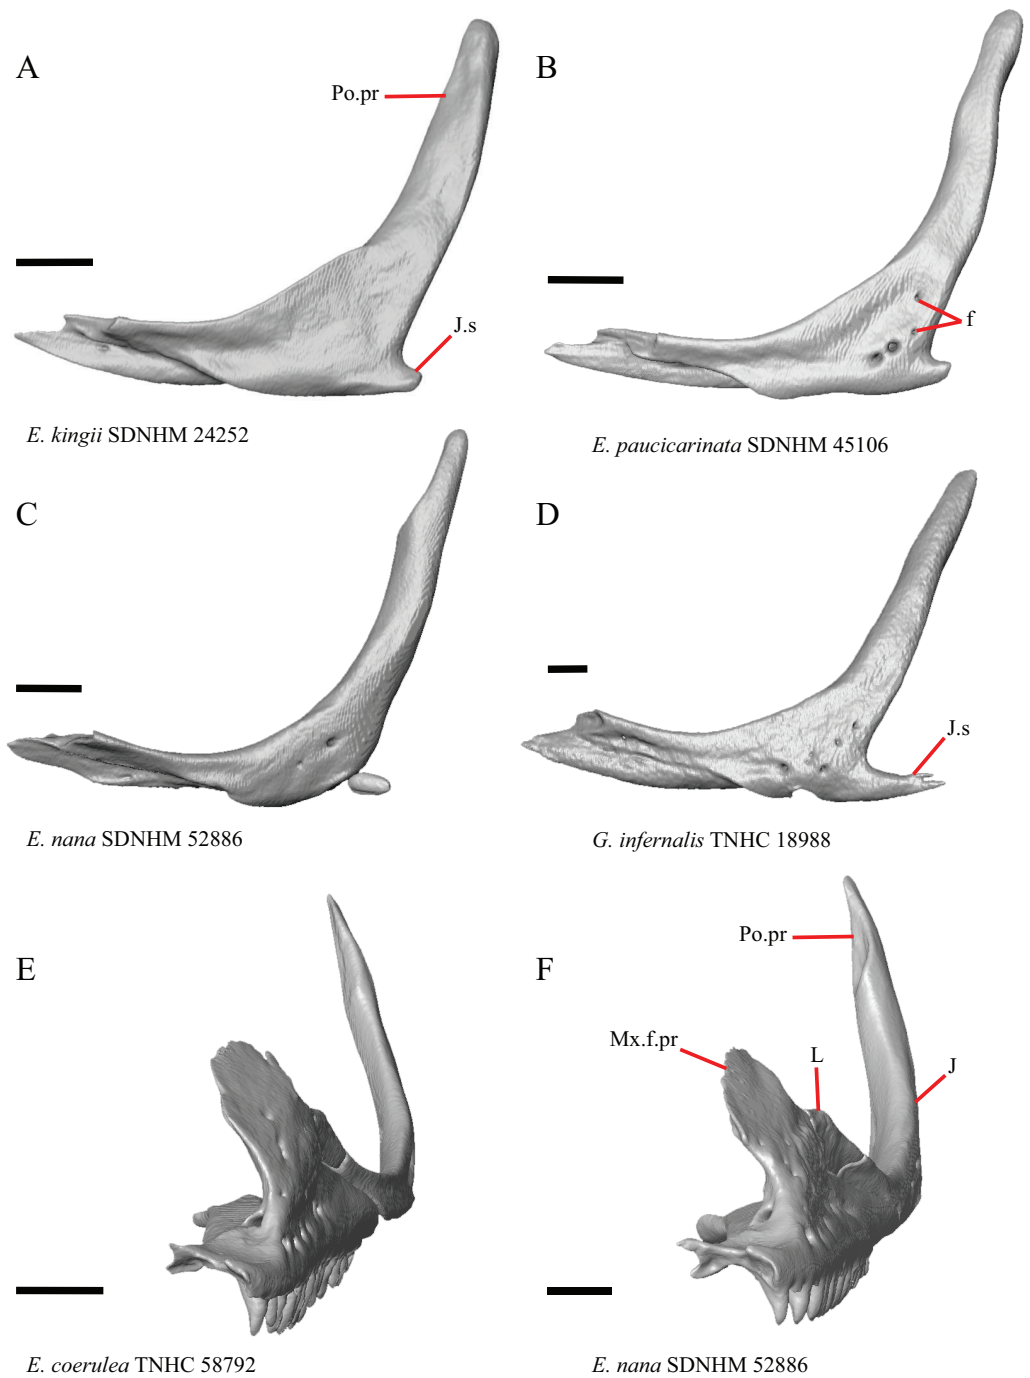 A
Po.pr
J.s
E. kingii SDNHM 24252
B
f
E. paucicarinata SDNHM 45106
C
E. nana SDNHM 52886
D
J.s
G. infernalis TNHC 18988
E
E. coerulea TNHC 58792
F
Po.pr
Mx.f.pr
L
J
E. nana SDNHM 52886